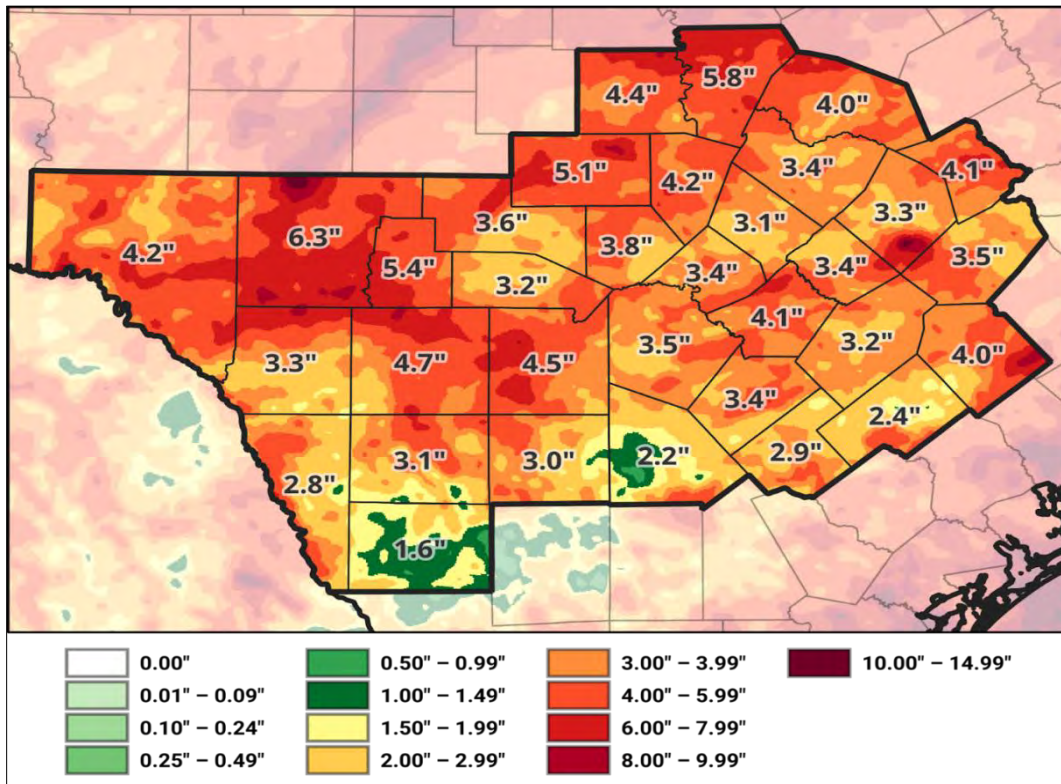 5.8"
4.4"
4.0"
5.1"
4.2"
3.4"
4.1"
3.6"
3.8"
3.1"
3.3"
4.2"
6.3"
5.4"
3.2"
3.4"
3.4"
3.5"
3.3"
4.7"
4.5"
3.5"
4.1"
3.2"
4.0"
3.4"
2.4"
2.8"
3.1"
3.0"
2.2"
2.9"
1.6"
0.00"
0.01" – 0.09"
0.10" – 0.24"
0.25" – 0.49"
0.50" – 0.99"
1.00" – 1.49"
1.50" – 1.99"
2.00" – 2.99"
3.00" – 3.99"
4.00" – 5.99"
6.00" – 7.99"
8.00" – 9.99"
10.00" – 14.99"